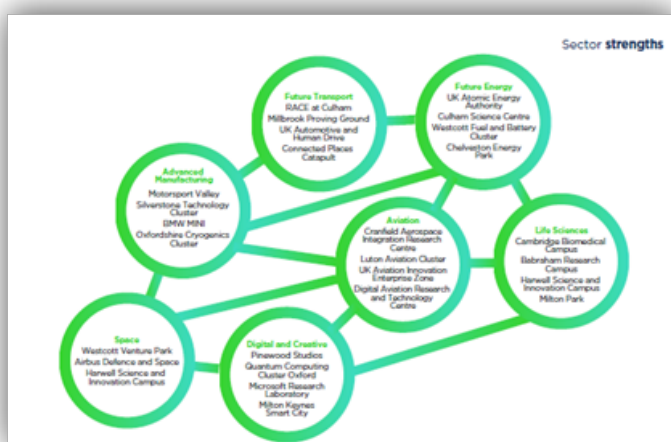 Sector strengths
Future Transport
RACE at Culham
Millbrook Proving Ground
UK Automotive and
Human Drive
Connected Places
Catapult
Future Energy
UK Atomic Energy
Authority
Culham Science Centre
Westcott Fuel and Battery
Cluster
Chelveston Energy
Park
Advanced
Manufacturing
Motorsport Valley
Silverstone Technology
Cluster
BMW MINI
Oxfordshire Cryogenics
Cluster
Aviation
Cranfield Aerospace
Integration Research
Centre
Luton Aviation Cluster
UK Aviation Innovation
Enterprise Zone
Digital Aviation Research
and Technology
Centre
Life Sciences
Cambridge Biomedical
Campus
Babraham Research
Campus
Harwell Science and
Innovation Campus
Milton Park
Space
Westcott Venture Park
Airbus Defence and Space
Harwell Science and
Innovation Campus
Digital and Creative
Pinewood Studios
Quantum Computing
Cluster Oxford
Microsoft Research
Laboratory
Milton Keynes
Smart City